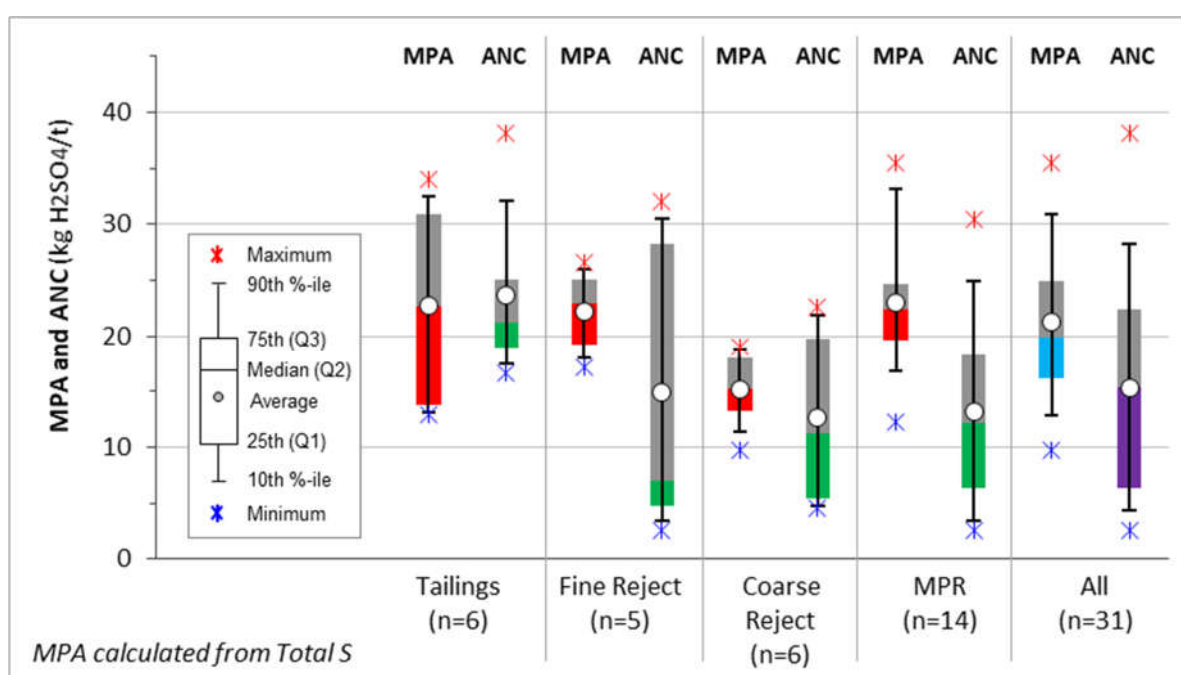 MPA ANC MPA ANC MPA ANC MPA ANC MPA ANC
MPA and ANC (kg H2SO4/t)
40
30
20
10
0
Maximum
90th %-ile
75th (Q3)
Median (Q2)
Average
25th (Q1)
10th %-ile
Minimum
Tailings
(n=6)
Fine Reject
(n=5)
Coarse
Reject
(n=6)
MPR
(n=14)
All
(n=31)
MPA calculated from Total S